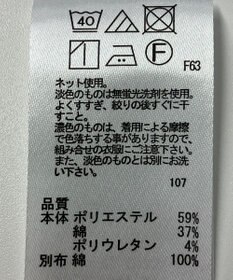 40
F
F63
ネット使用。
淡色のものは無蛍光洗剤を使用。
よくすすぎ、絞りの後すぐに干
すこと。
濃色のものは、着用による摩擦
で色落ちする事がありますので、
組み合せの衣服にご注意下さい。
また、淡色のものとは別にお洗
い下さい。
107
品質
本体 ポリエステル 59%
綿 37%
ポリウレタン 4%
別布 綿 100%